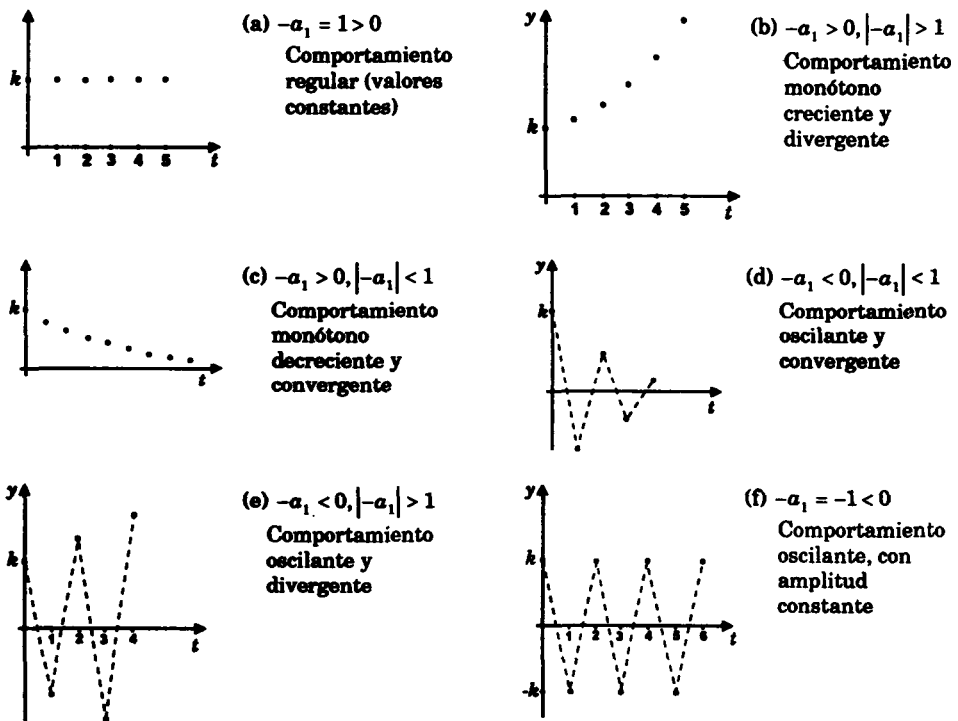 (a) -a₁ = 1 > 0
Comportamiento
regular (valores
constantes)
k
1 2 3 4 5 t
y
(b) -a₁ > 0, |-a₁| > 1
Comportamiento
monótono
creciente y
divergente
k
1 2 3 4 5
t
(c) -a₁ > 0, |-a₁| < 1
Comportamiento
monótono
decreciente y
convergente
k
t
y
(d) -a₁ < 0, |-a₁| < 1
Comportamiento
oscilante y
convergente
k
t
y
(e) -a₁ < 0, |-a₁| > 1
Comportamiento
oscilante y
divergente
k
1 2 3 4 t
y
(f) -a₁ = -1 < 0
Comportamiento
oscilante, con
amplitud
constante
k
1 2 3 4 5 6 t
-k